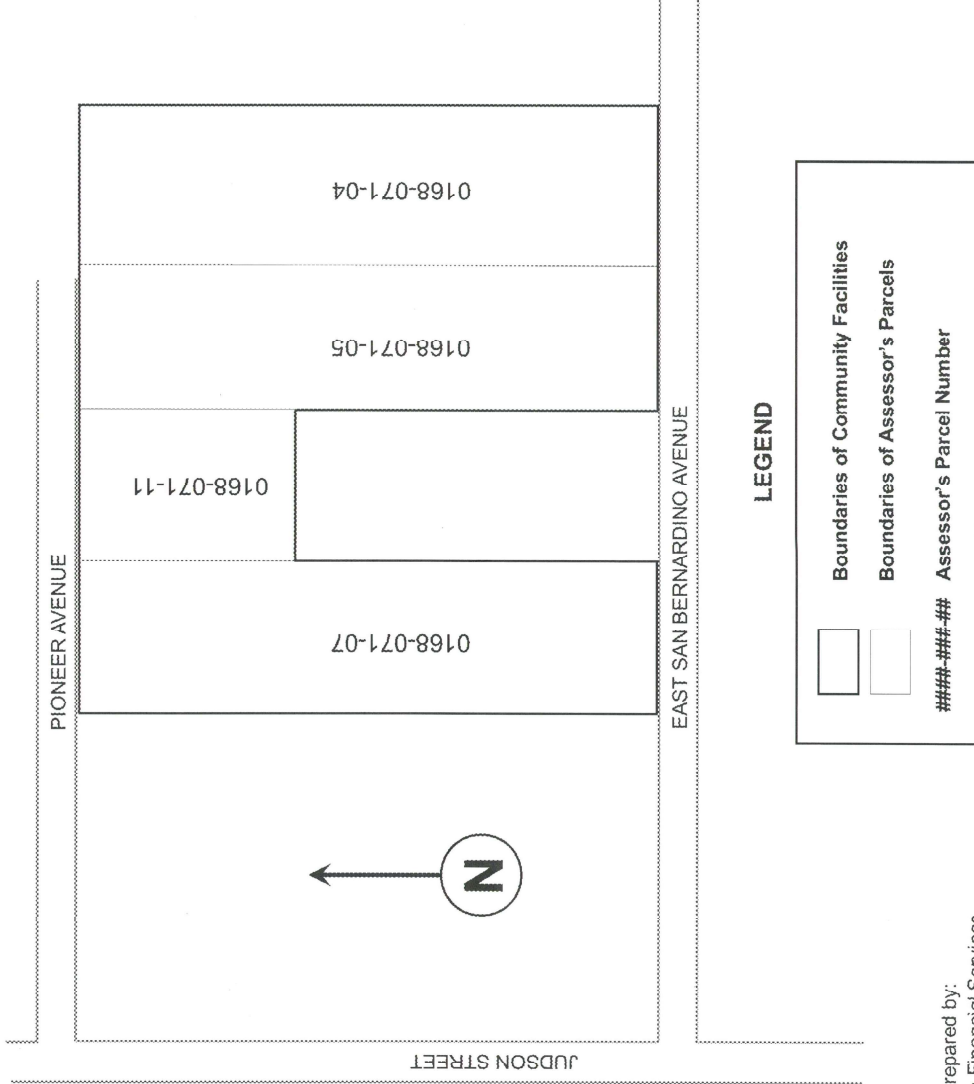 PIONEER AVENUE
0168-071-07
0168-071-11
0168-071-05
0168-071-04
JUDSON STREET
N
EAST SAN BERNARDINO AVENUE
LEGEND
Boundaries of Community Facilities
Boundaries of Assessor's Parcels
####-###-## Assessor's Parcel Number
repared by:
Financial Services